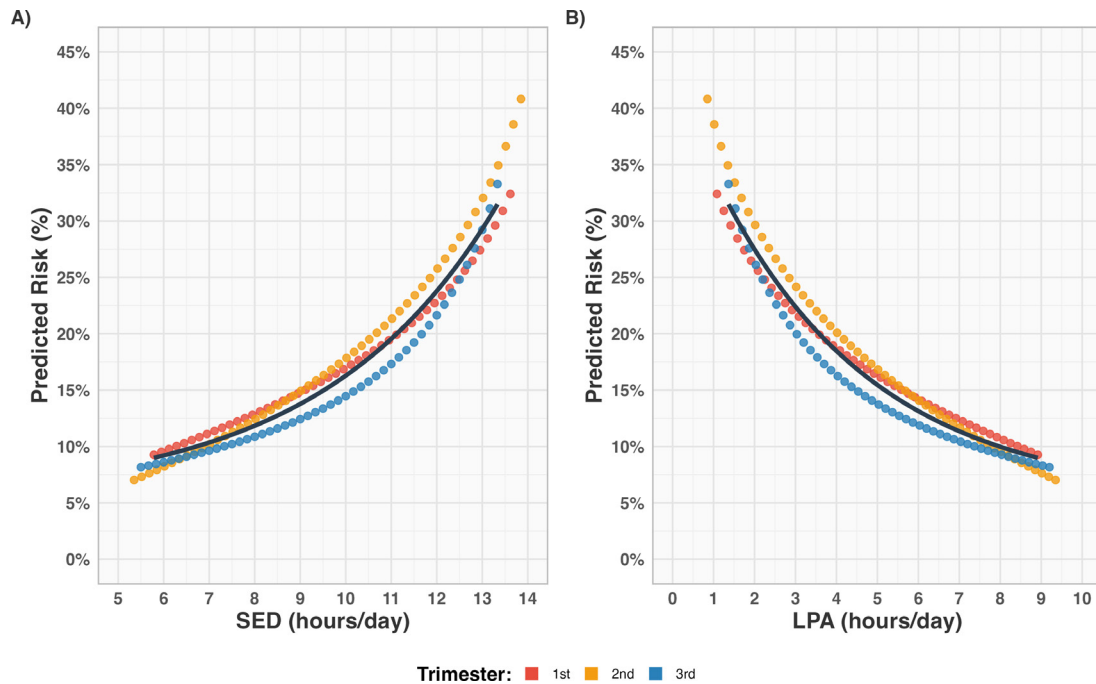 A)
45%
40%
35%
30%
25%
20%
15%
10%
5%
0%
Predicted Risk (%)
5 6 7 8 9 10 11 12 13 14
SED (hours/day)
B)
45%
40%
35%
30%
25%
20%
15%
10%
5%
0%
Predicted Risk (%)
0 1 2 3 4 5 6 7 8 9 10
LPA (hours/day)
Trimester: 1st 2nd 3rd